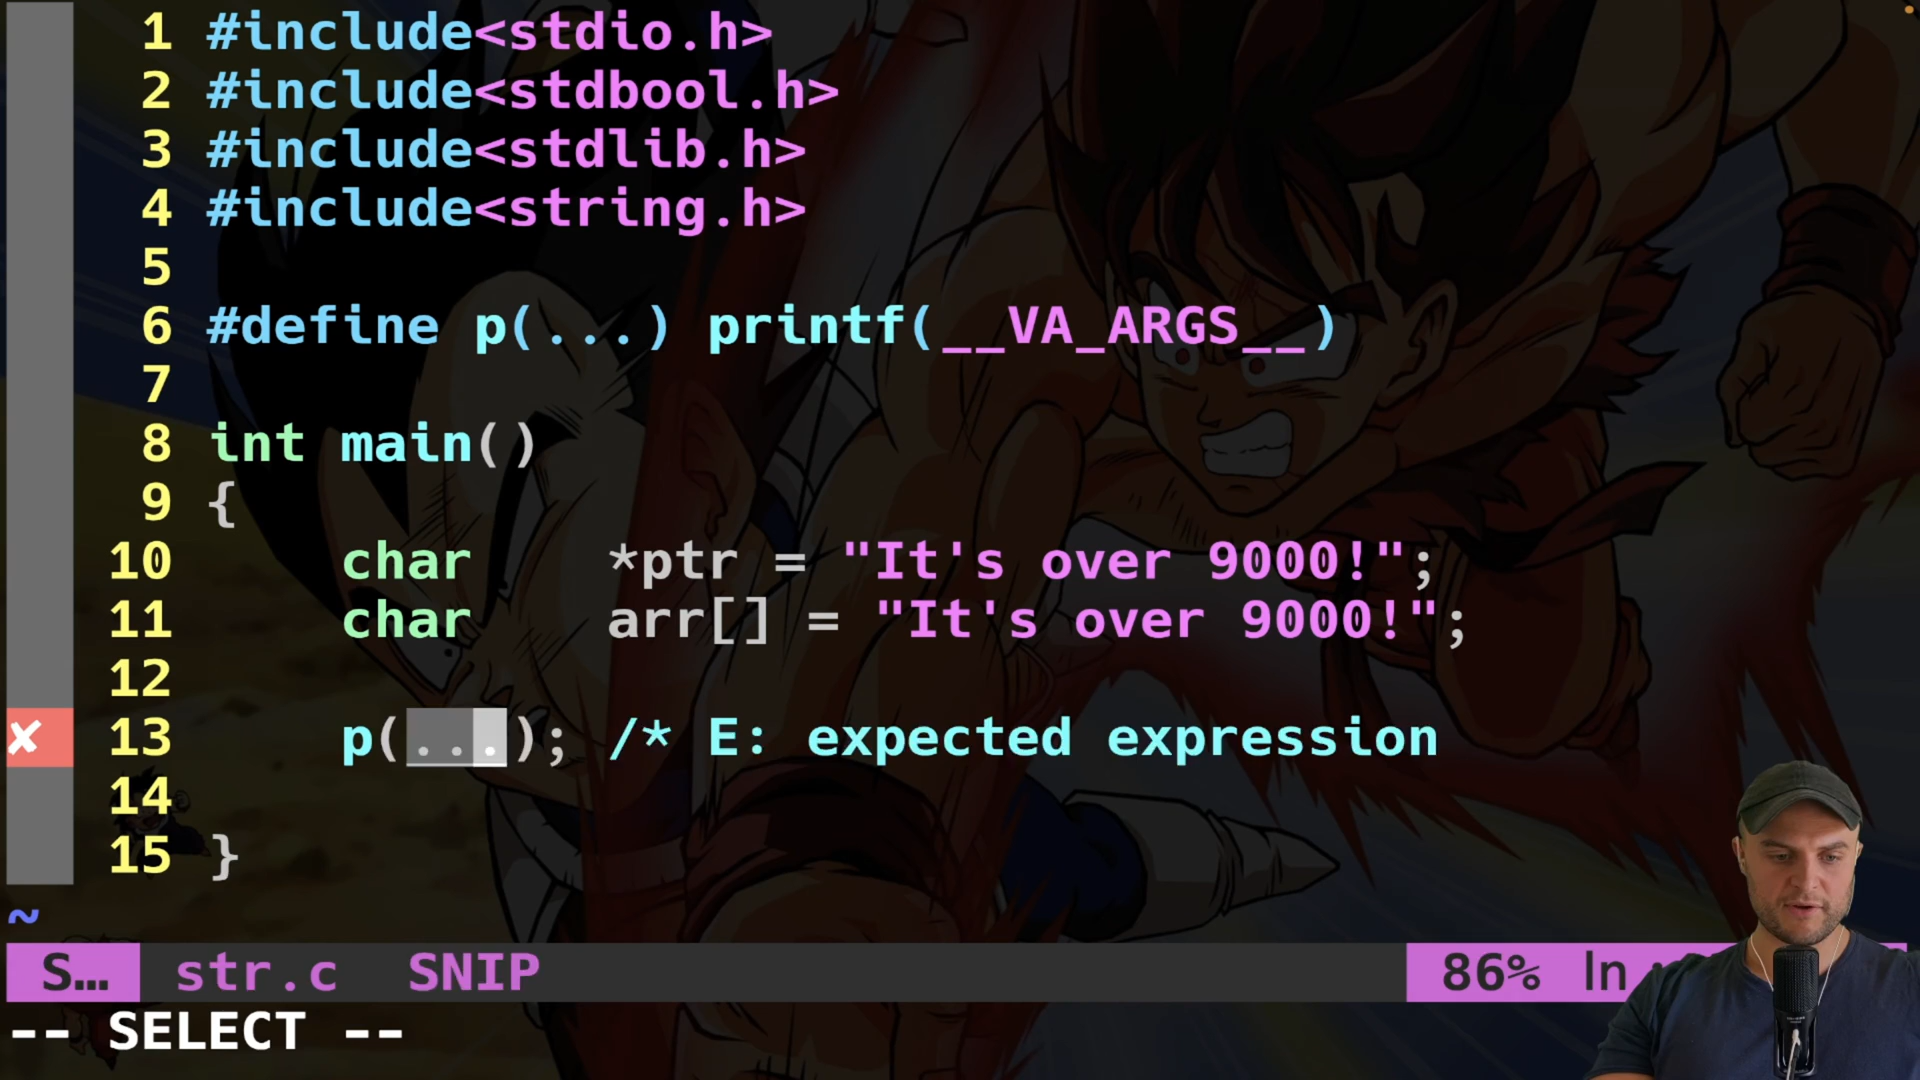 1 #include<stdio.h>
2 #include<stdbool.h>
3 #include<stdlib.h>
4 #include<string.h>
5
6 #define p(...) printf(__VA_ARGS__)
7
8 int main()
9 {
10     char    *ptr = "It's over 9000!";
11     char    arr[] = "It's over 9000!";
12
✘ 13     p(...); /* E: expected expression
14
15 }
~
S… str.c SNIP 86% ln :
-- SELECT --